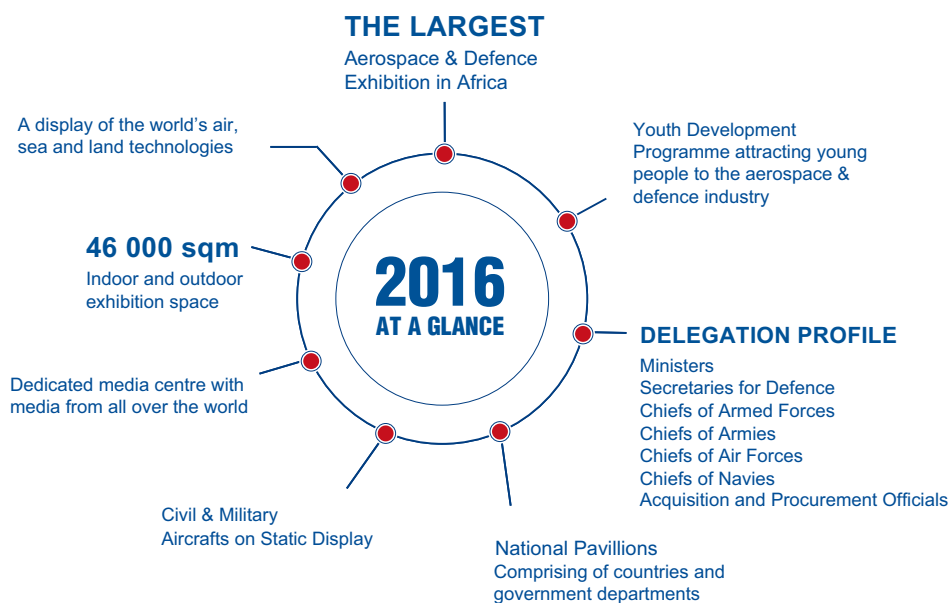 THE LARGEST
Aerospace & Defence
Exhibition in Africa
A display of the world's air,
sea and land technologies
Youth Development
Programme attracting young
people to the aerospace &
defence industry
46 000 sqm
Indoor and outdoor
exhibition space
2016
AT A GLANCE
DELEGATION PROFILE
Ministers
Secretaries for Defence
Chiefs of Armed Forces
Chiefs of Armies
Chiefs of Air Forces
Chiefs of Navies
Acquisition and Procurement Officials
Dedicated media centre with
media from all over the world
Civil & Military
Aircrafts on Static Display
National Pavillions
Comprising of countries and
government departments